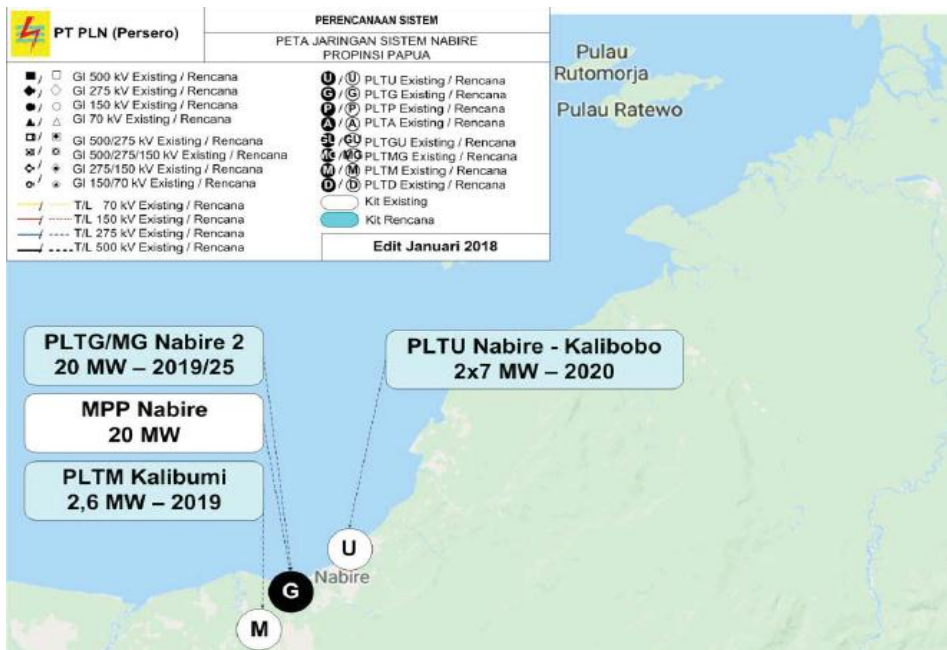 PT PLN (Persero)
PERENCANAAN SISTEM
PETA JARINGAN SISTEM NABIRE
PROPINSI PAPUA
GI 500 kV Existing / Rencana
GI 275 kV Existing / Rencana
GI 150 kV Existing / Rencana
GI 70 kV Existing / Rencana
GI 500/275 kV Existing / Rencana
GI 500/275/150 kV Existing / Rencana
GI 275/150 kV Existing / Rencana
GI 150/70 kV Existing / Rencana
T/L 70 kV Existing / Rencana
T/L 150 kV Existing / Rencana
T/L 275 kV Existing / Rencana
T/L 500 kV Existing / Rencana
U / U PLTU Existing / Rencana
G / G PLTG Existing / Rencana
P / P PLTP Existing / Rencana
A / A PLTA Existing / Rencana
GU PLTGU Existing / Rencana
MG / MG PLTMG Existing / Rencana
M / M PLTM Existing / Rencana
D / D PLTD Existing / Rencana
Kit Existing
Kit Rencana
Edit Januari 2018
Pulau
Rutomorja
Pulau Ratewo
PLTG/MG Nabire 2
20 MW – 2019/25
MPP Nabire
20 MW
PLTM Kalibumi
2,6 MW – 2019
PLTU Nabire - Kalibobo
2x7 MW – 2020
U
Nabire
G
M